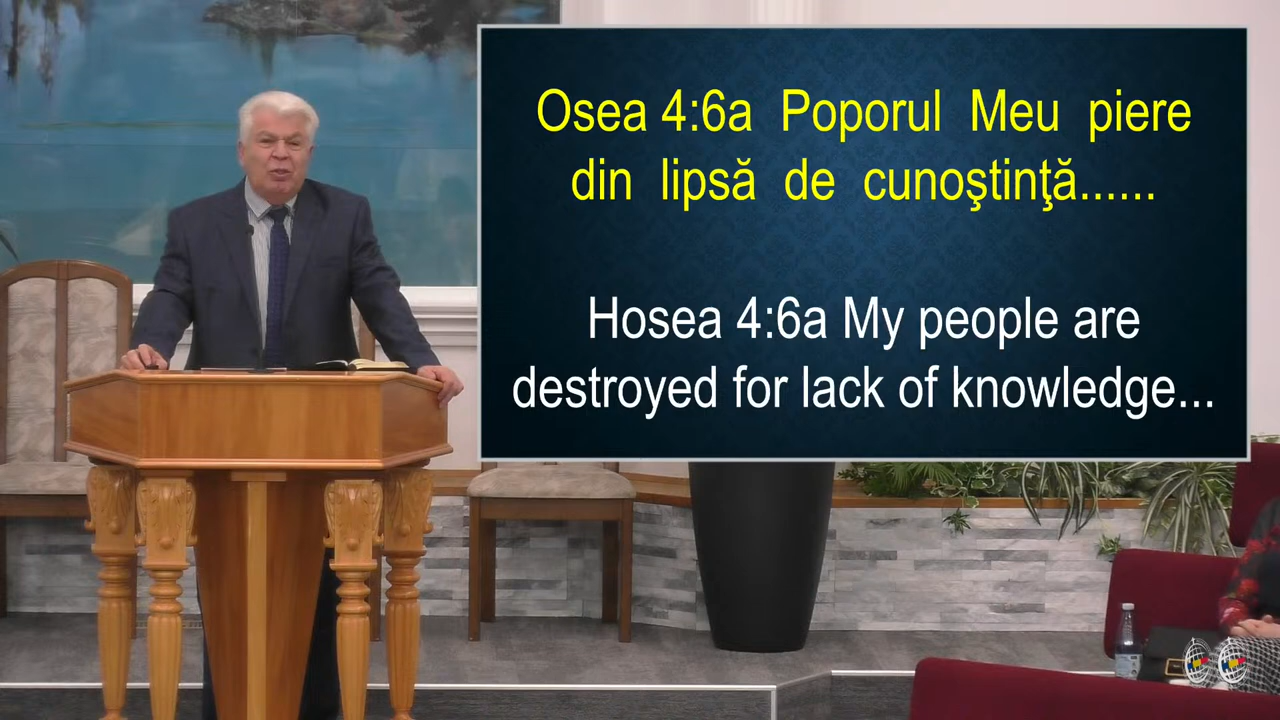 Osea 4:6a Poporul Meu piere
din lipsă de cunoştinţă......
Hosea 4:6a My people are
destroyed for lack of knowledge...